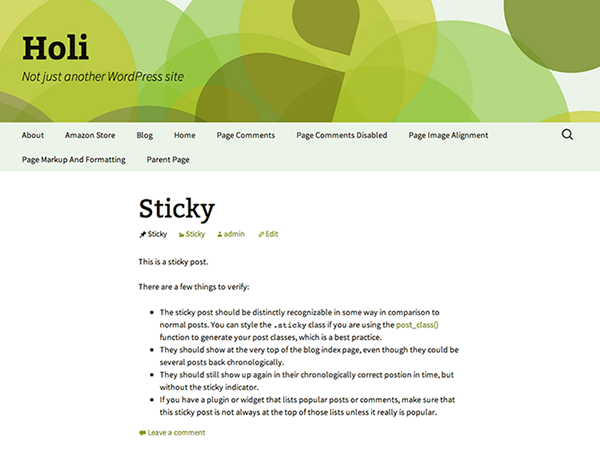 Holi
Not just another WordPress site
About Amazon Store Blog Home Page Comments Page Comments Disabled Page Image Alignment
Page Markup And Formatting Parent Page
Sticky
Sticky Sticky admin Edit
This is a sticky post.
There are a few things to verify:
The sticky post should be distinctly recognizable in some way in comparison to
normal posts. You can style the .sticky class if you are using the post_class()
function to generate your post classes, which is a best practice.
They should show at the very top of the blog index page, even though they could be
several posts back chronologically.
They should still show up again in their chronologically correct postion in time, but
without the sticky indicator.
If you have a plugin or widget that lists popular posts or comments, make sure that
this sticky post is not always at the top of those lists unless it really is popular.
Leave a comment